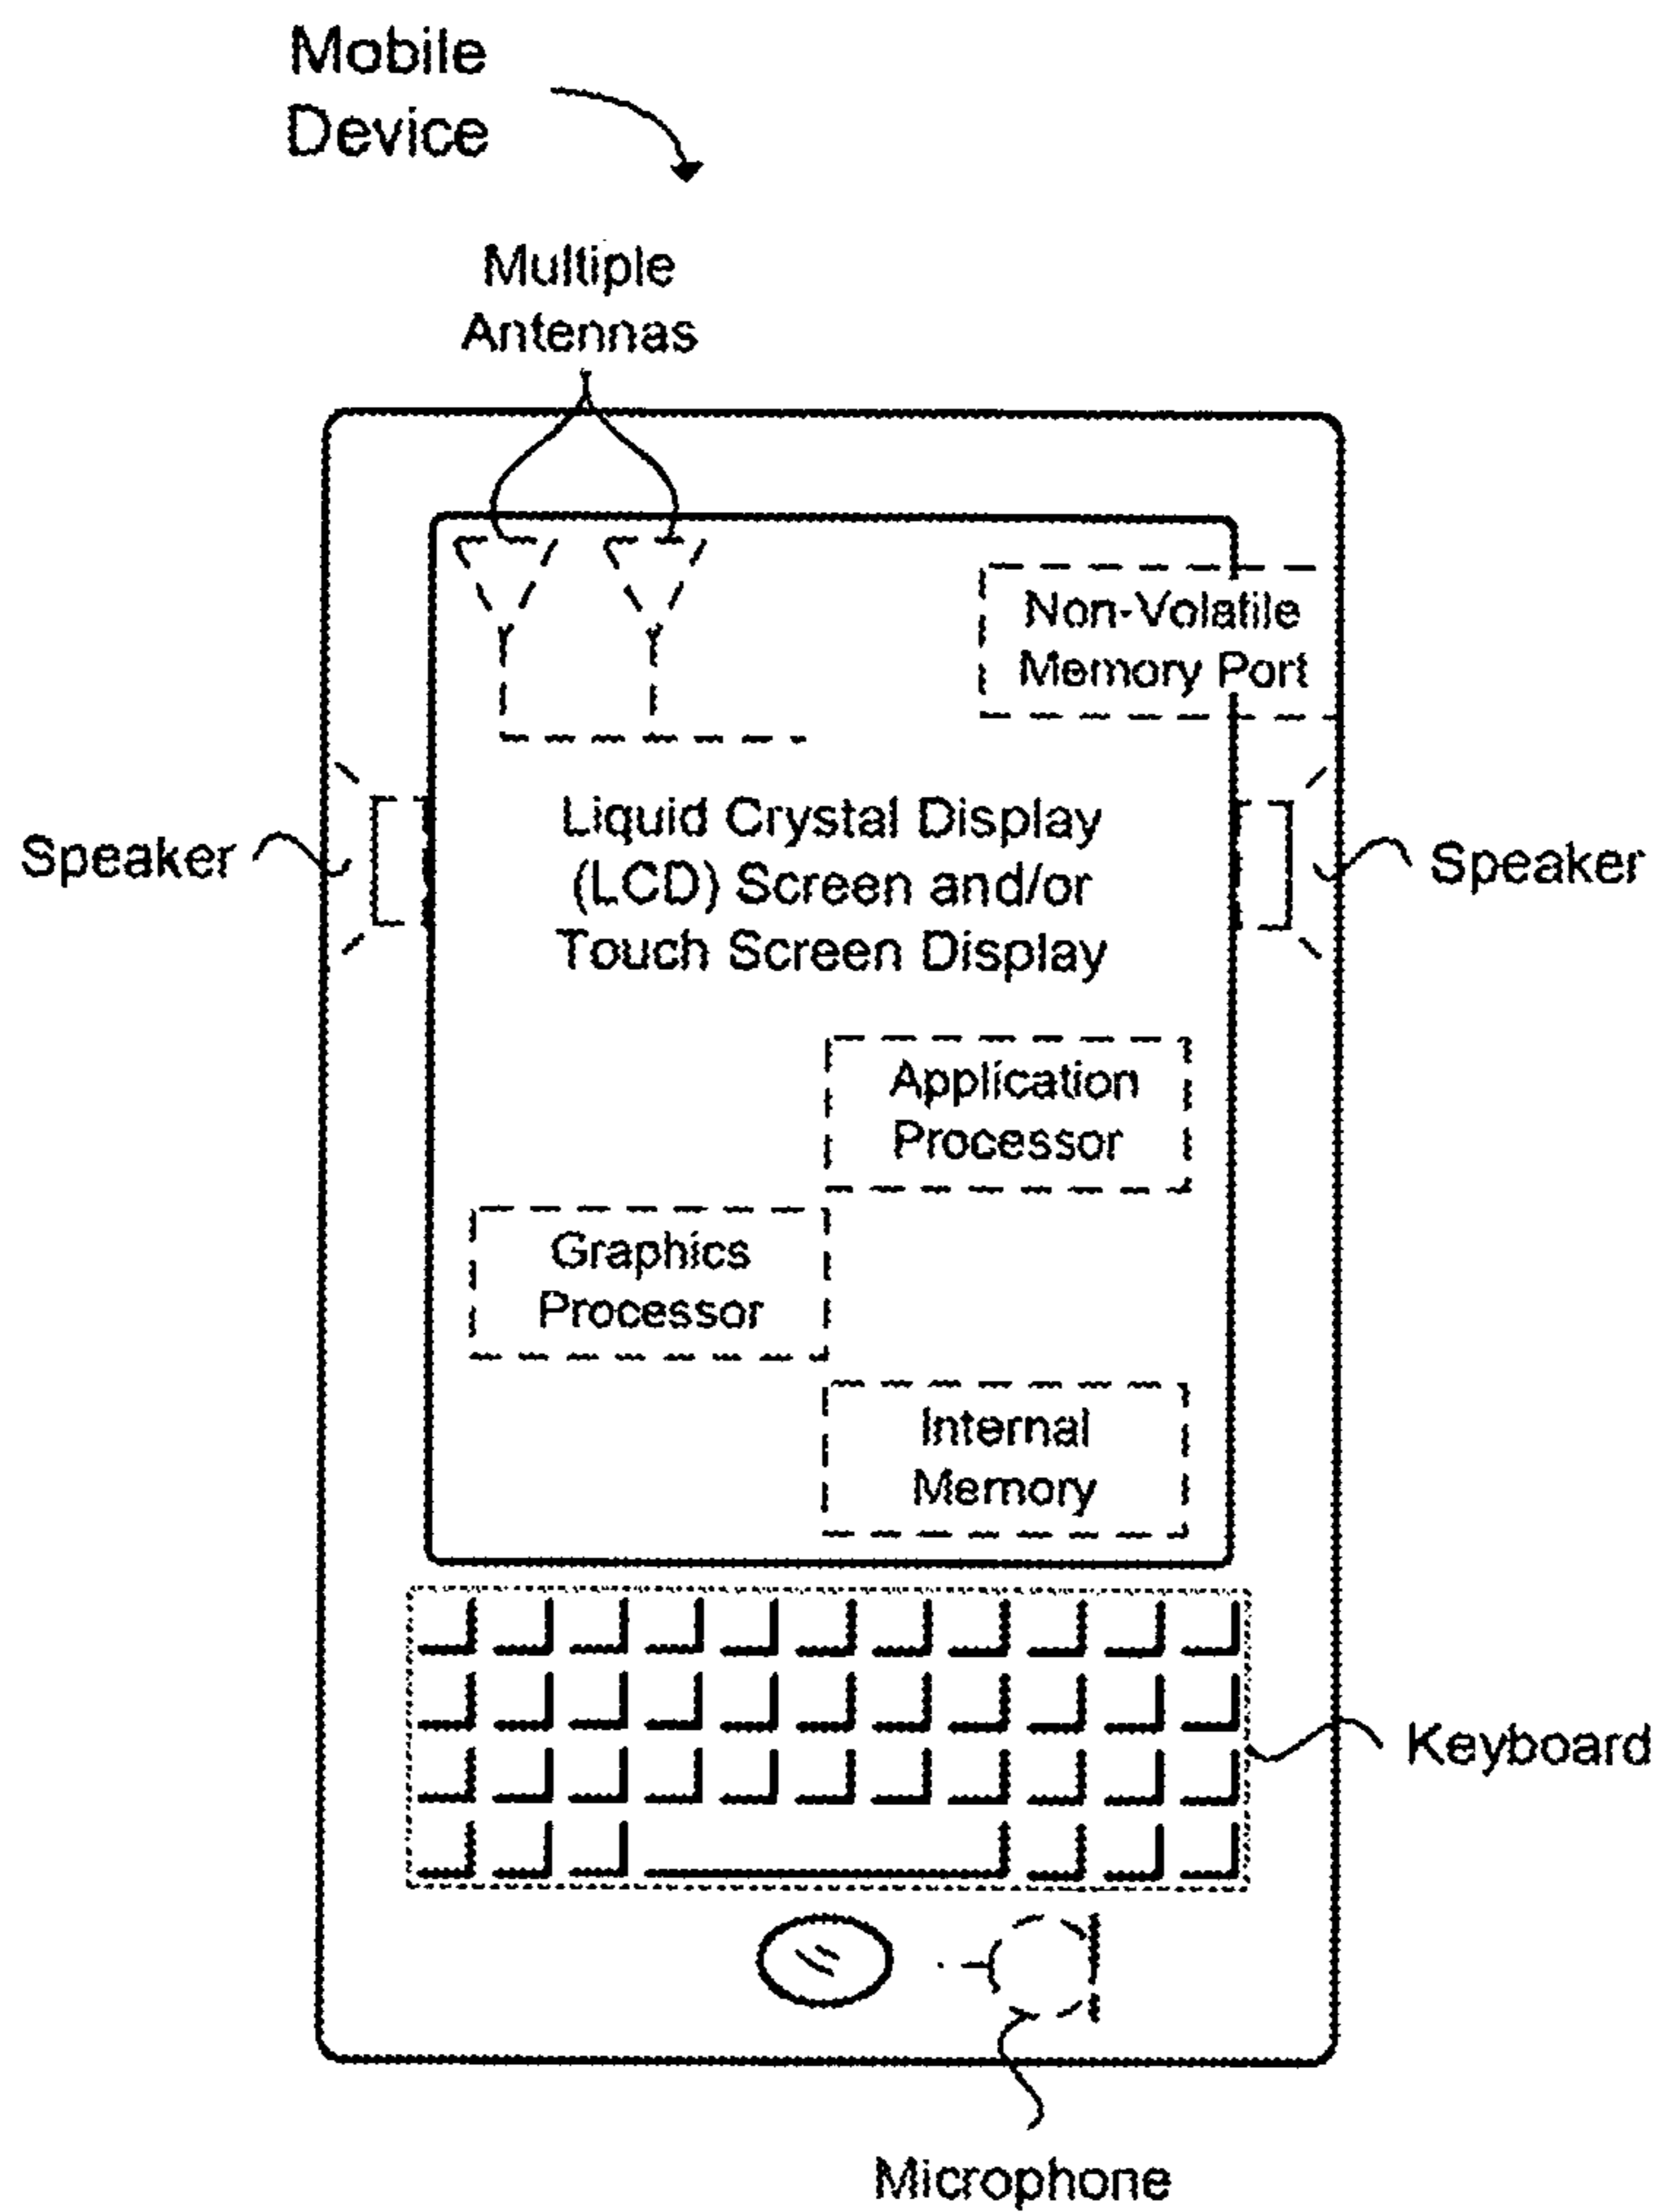 Mobile
Device
Multiple
Antennas
Non-Volatile
Memory Port
Speaker
Liquid Crystal Display
(LCD) Screen and/or
Touch Screen Display
Speaker
Application
Processor
Graphics
Processor
Internal
Memory
Keyboard
Microphone